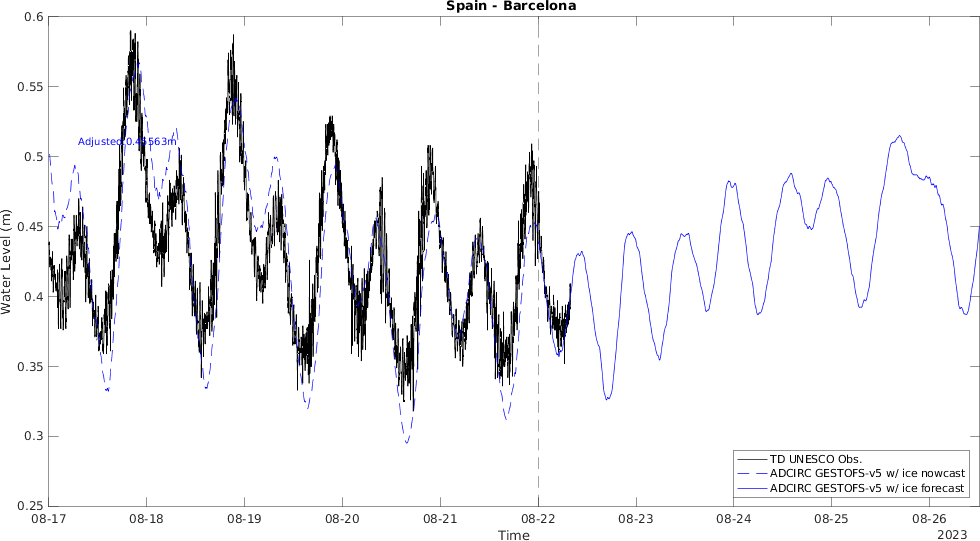 Spain - Barcelona
0.6
0.55
0.5
0.45
0.4
0.35
0.3
0.25
Water Level (m)
Adjusted 0.44563m
08-17 08-18 08-19 08-20 08-21 08-22 08-23 08-24 08-25 08-26
Time
2023
TD UNESCO Obs.
ADCIRC GESTOFS-v5 w/ ice nowcast
ADCIRC GESTOFS-v5 w/ ice forecast